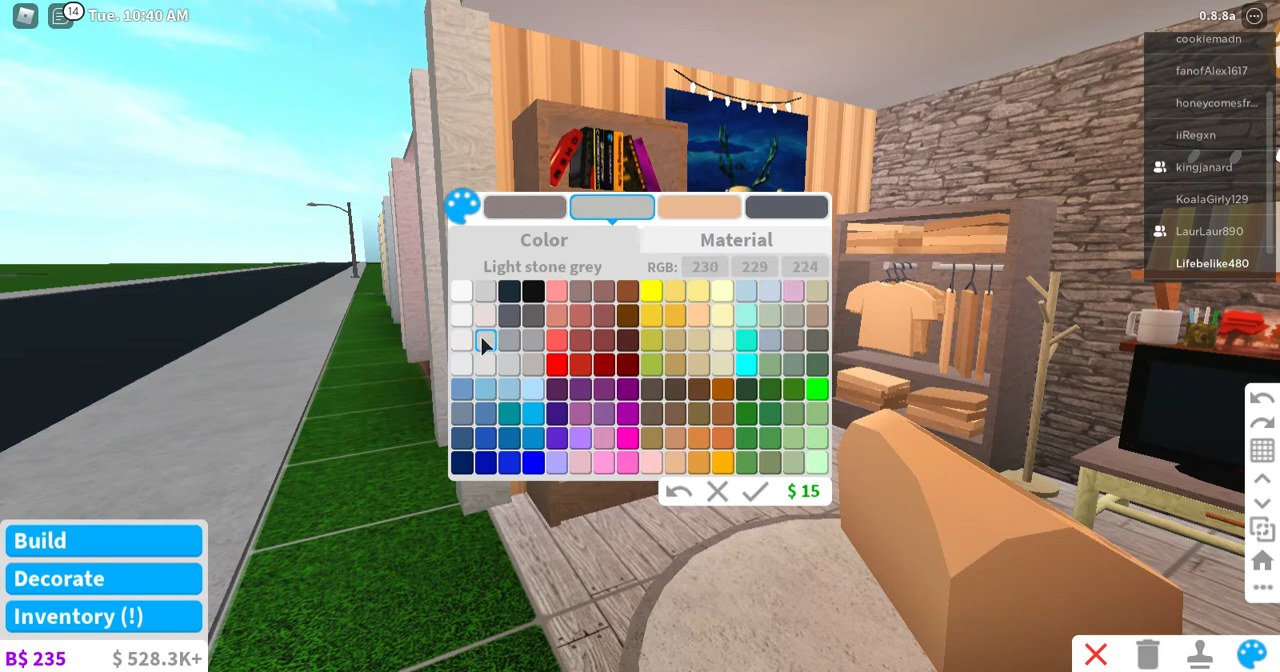 14
Tue. 10:40 AM
0.8.8a
cookiemadn
fanofAlex1617
honeycomesfr...
iiRegxn
kingjanard
KoalaGirly129
LaurLaur890
Lifebelike480
Color
Material
Light stone grey
RGB: 230 229 224
$ 15
Build
Decorate
Inventory (!)
B$ 235
$ 528.3K+